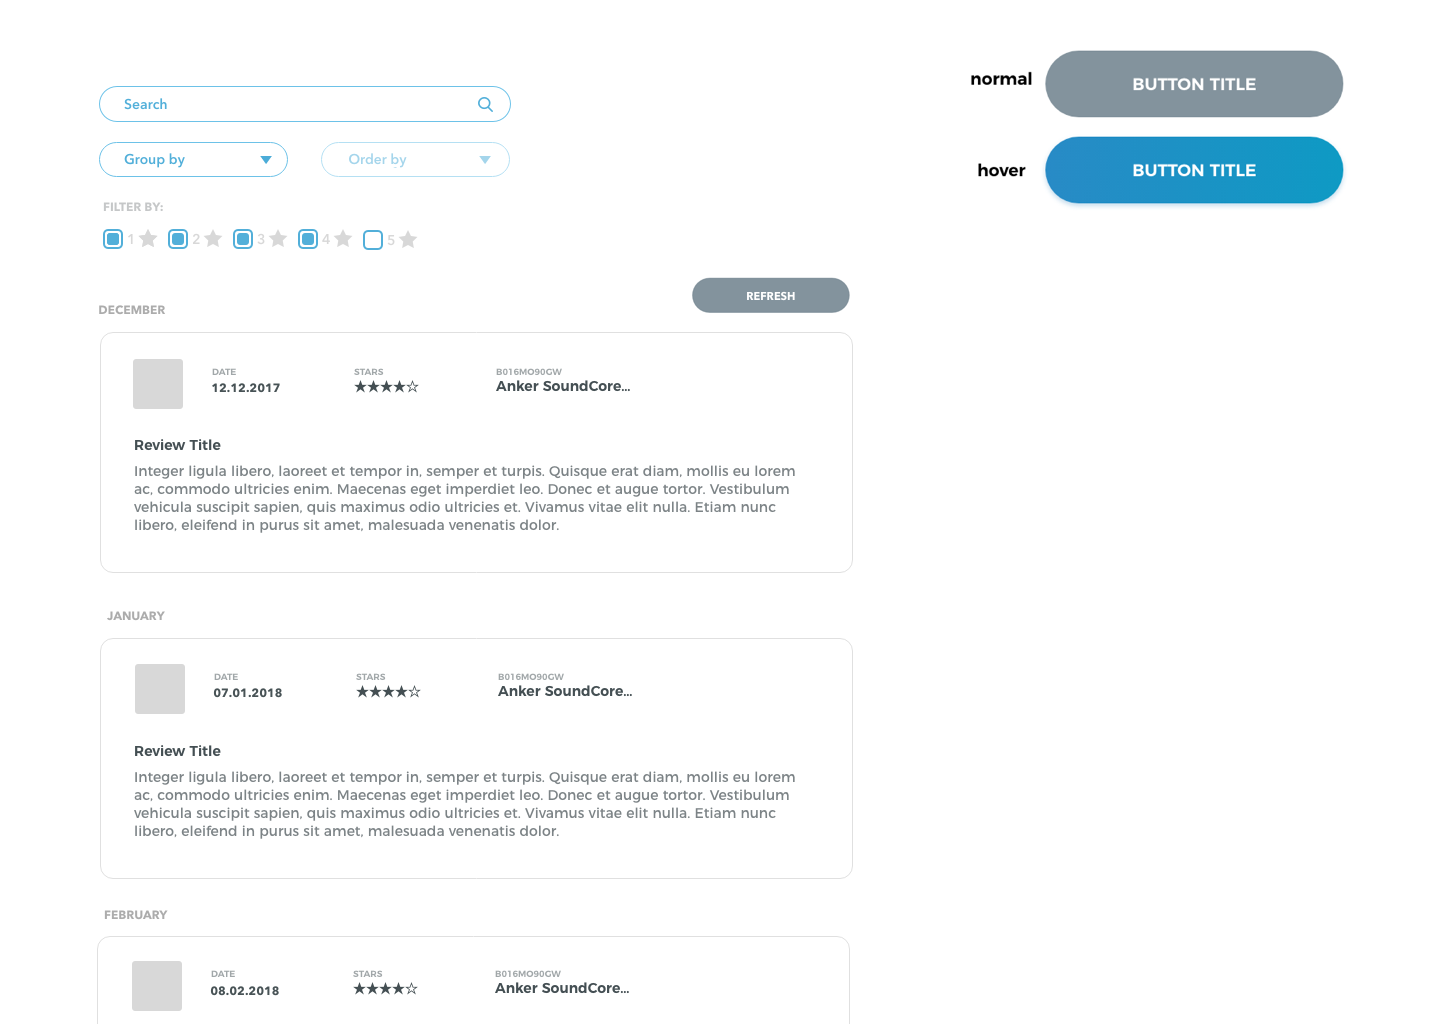 normal
BUTTON TITLE
hover
BUTTON TITLE
Search
Group by
Order by
FILTER BY:
1 2 3 4 5
REFRESH
DECEMBER
DATE STARS B016MO90GW
12.12.2017 ★★★★☆ Anker SoundCore...
Review Title
Integer ligula libero, laoreet et tempor in, semper et turpis. Quisque erat diam, mollis eu lorem
ac, commodo ultricies enim. Maecenas eget imperdiet leo. Donec et augue tortor. Vestibulum
vehicula suscipit sapien, quis maximus odio ultricies et. Vivamus vitae elit nulla. Etiam nunc
libero, eleifend in purus sit amet, malesuada venenatis dolor.
JANUARY
DATE STARS B016MO90GW
07.01.2018 ★★★★☆ Anker SoundCore...
Review Title
Integer ligula libero, laoreet et tempor in, semper et turpis. Quisque erat diam, mollis eu lorem
ac, commodo ultricies enim. Maecenas eget imperdiet leo. Donec et augue tortor. Vestibulum
vehicula suscipit sapien, quis maximus odio ultricies et. Vivamus vitae elit nulla. Etiam nunc
libero, eleifend in purus sit amet, malesuada venenatis dolor.
FEBRUARY
DATE STARS B016MO90GW
08.02.2018 ★★★★☆ Anker SoundCore...